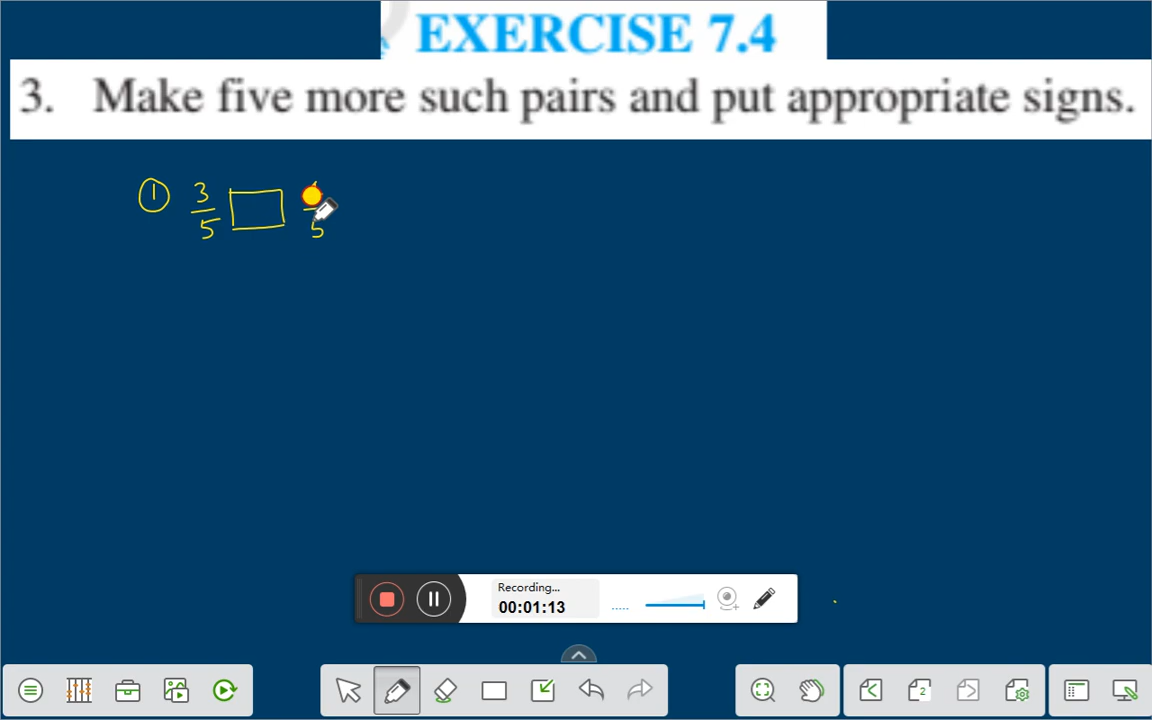 EXERCISE 7.4
3. Make five more such pairs and put appropriate signs.
① 3/5 □ /5
Recording...
00:01:13
2